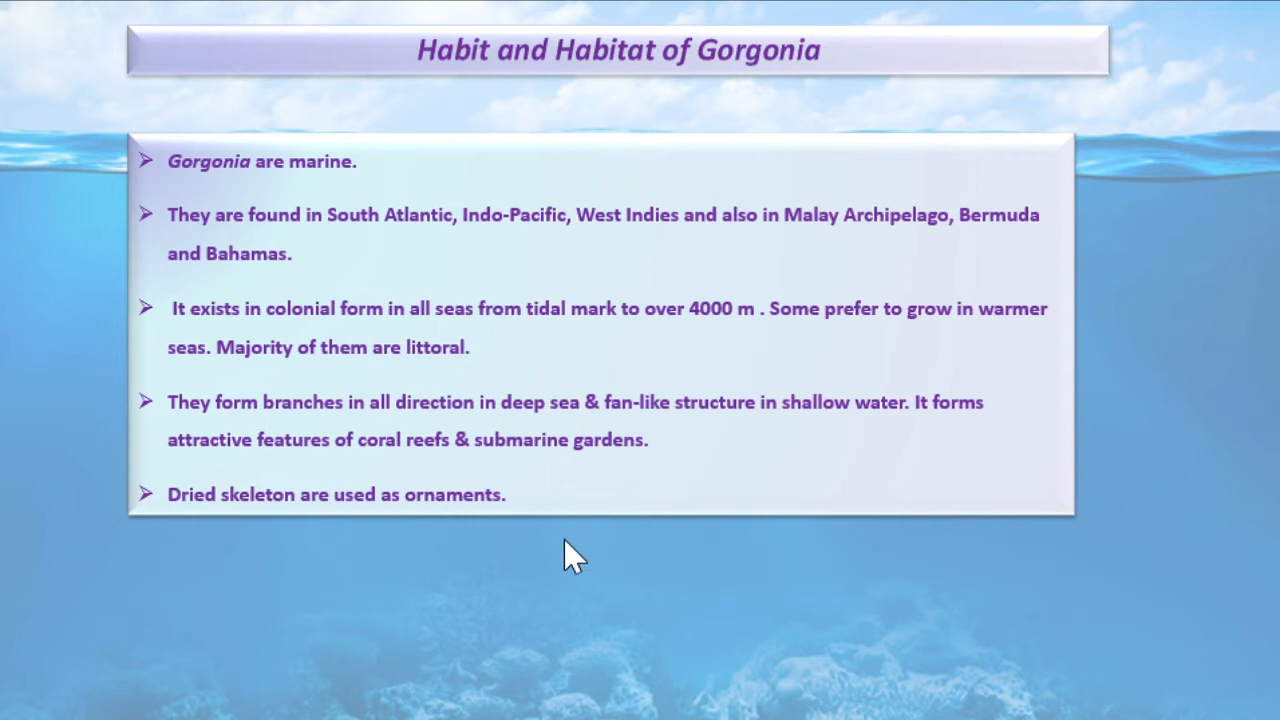 Habit and Habitat of Gorgonia
➢ Gorgonia are marine.
➢ They are found in South Atlantic, Indo-Pacific, West Indies and also in Malay Archipelago, Bermuda
and Bahamas.
➢ It exists in colonial form in all seas from tidal mark to over 4000 m . Some prefer to grow in warmer
seas. Majority of them are littoral.
➢ They form branches in all direction in deep sea & fan-like structure in shallow water. It forms
attractive features of coral reefs & submarine gardens.
➢ Dried skeleton are used as ornaments.